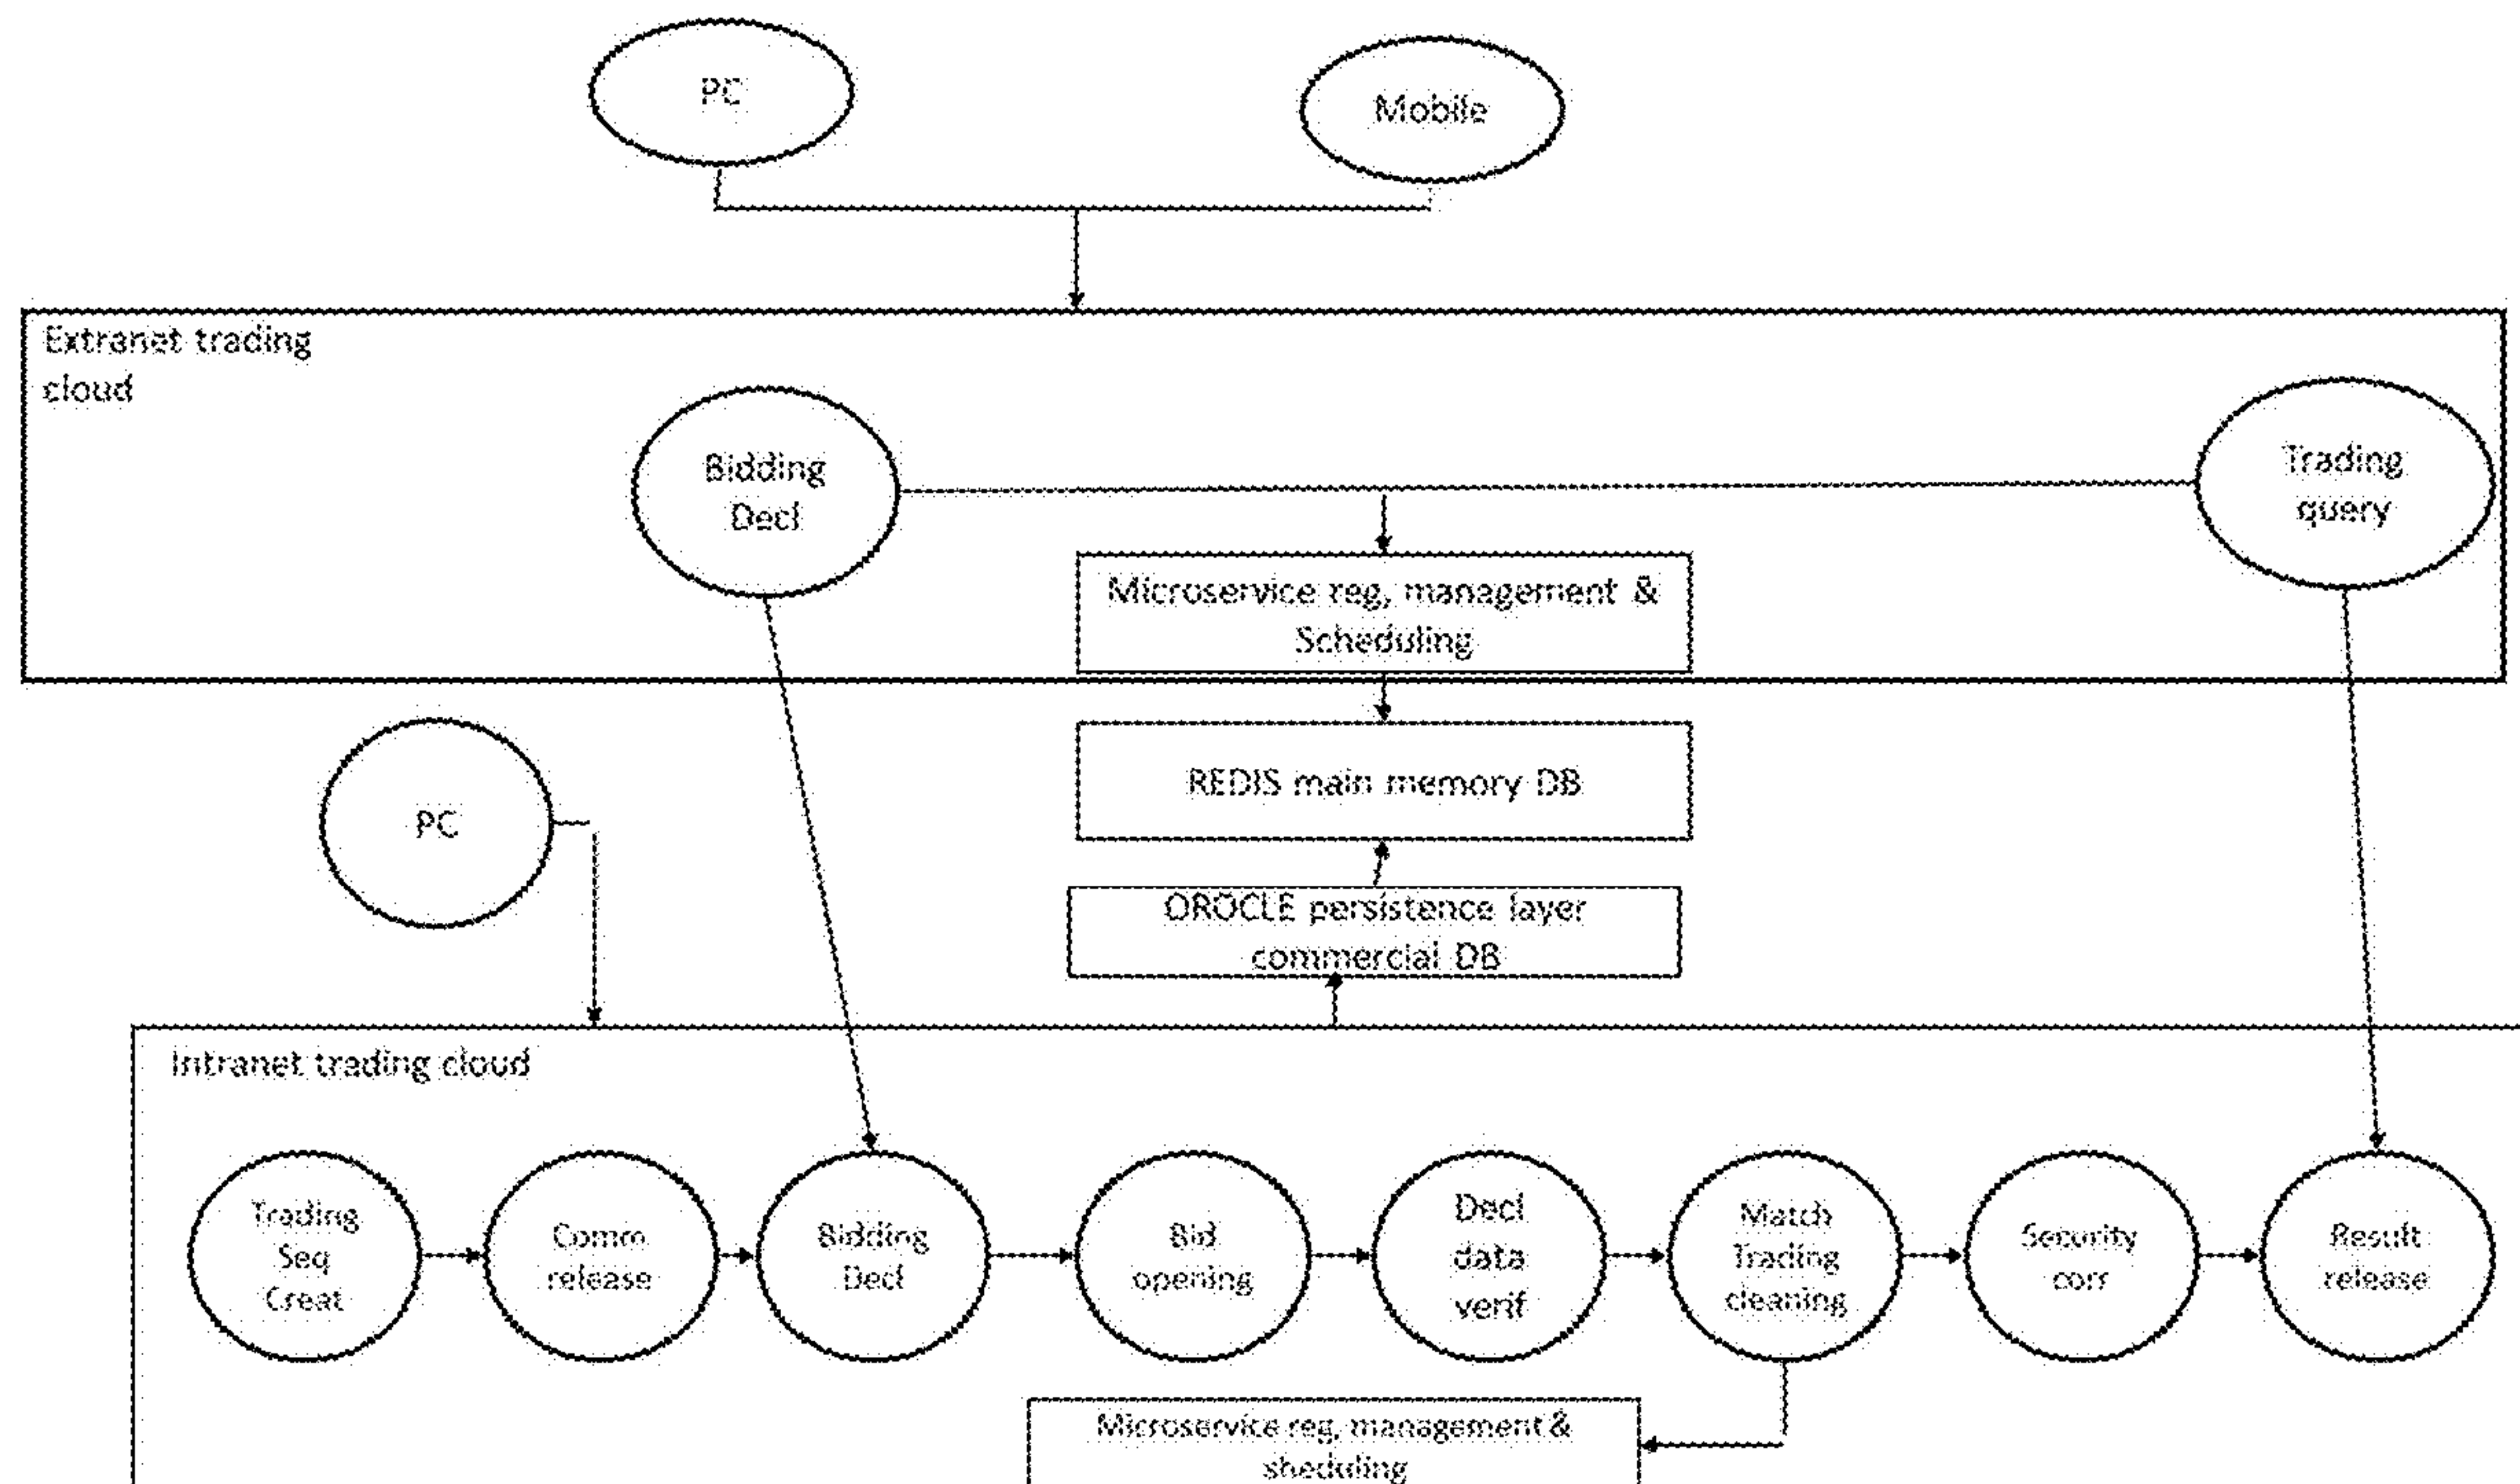 PC
Mobile
Extranet trading
cloud
Bidding
Decl
Trading
query
Microservice reg, management &
Scheduling
REDIS main memory DB
PC
OROCLE persistence layer
commercial DB
Intranet trading cloud
Trading
Seq
Creat
Comm
release
Bidding
Decl
Bid
opening
Decl
data
verif
Match
Trading
cleaning
Security
corr
Result
release
Microservice reg, management &
sheduling